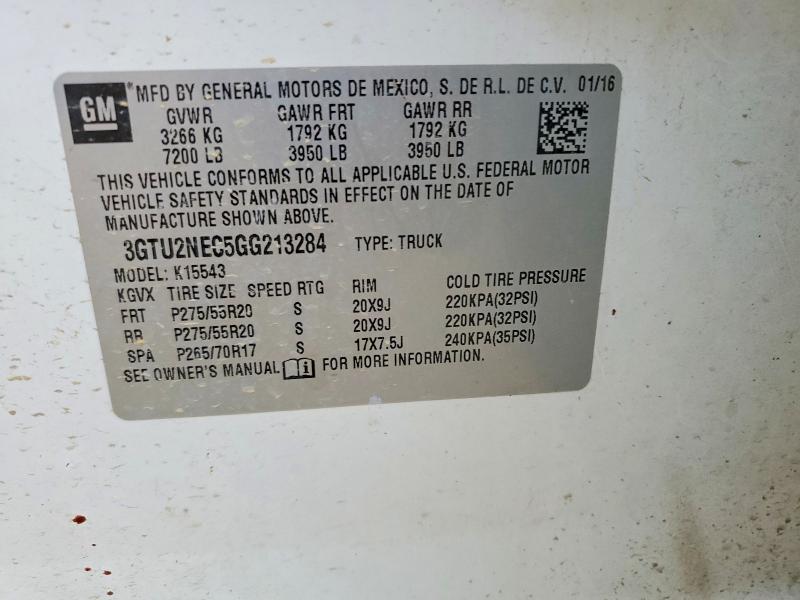 GM
*MFD BY GENERAL MOTORS DE MEXICO, S. DE R.L. DE C.V. 01/16
GVWR GAWR FRT GAWR RR
3266 KG 1792 KG 1792 KG
7200 LB 3950 LB 3950 LB
THIS VEHICLE CONFORMS TO ALL APPLICABLE U.S. FEDERAL MOTOR
VEHICLE SAFETY STANDARDS IN EFFECT ON THE DATE OF
MANUFACTURE SHOWN ABOVE.
3GTU2NEC5GG213284 TYPE: TRUCK
MODEL: K15543
KGVX TIRE SIZE SPEED RTG RIM COLD TIRE PRESSURE
FRT P275/55R20 S 20X9J 220KPA(32PSI)
RR P275/55R20 S 20X9J 220KPA(32PSI)
SPA P265/70R17 S 17X7.5J 240KPA(35PSI)
SEE OWNER'S MANUAL FOR MORE INFORMATION.